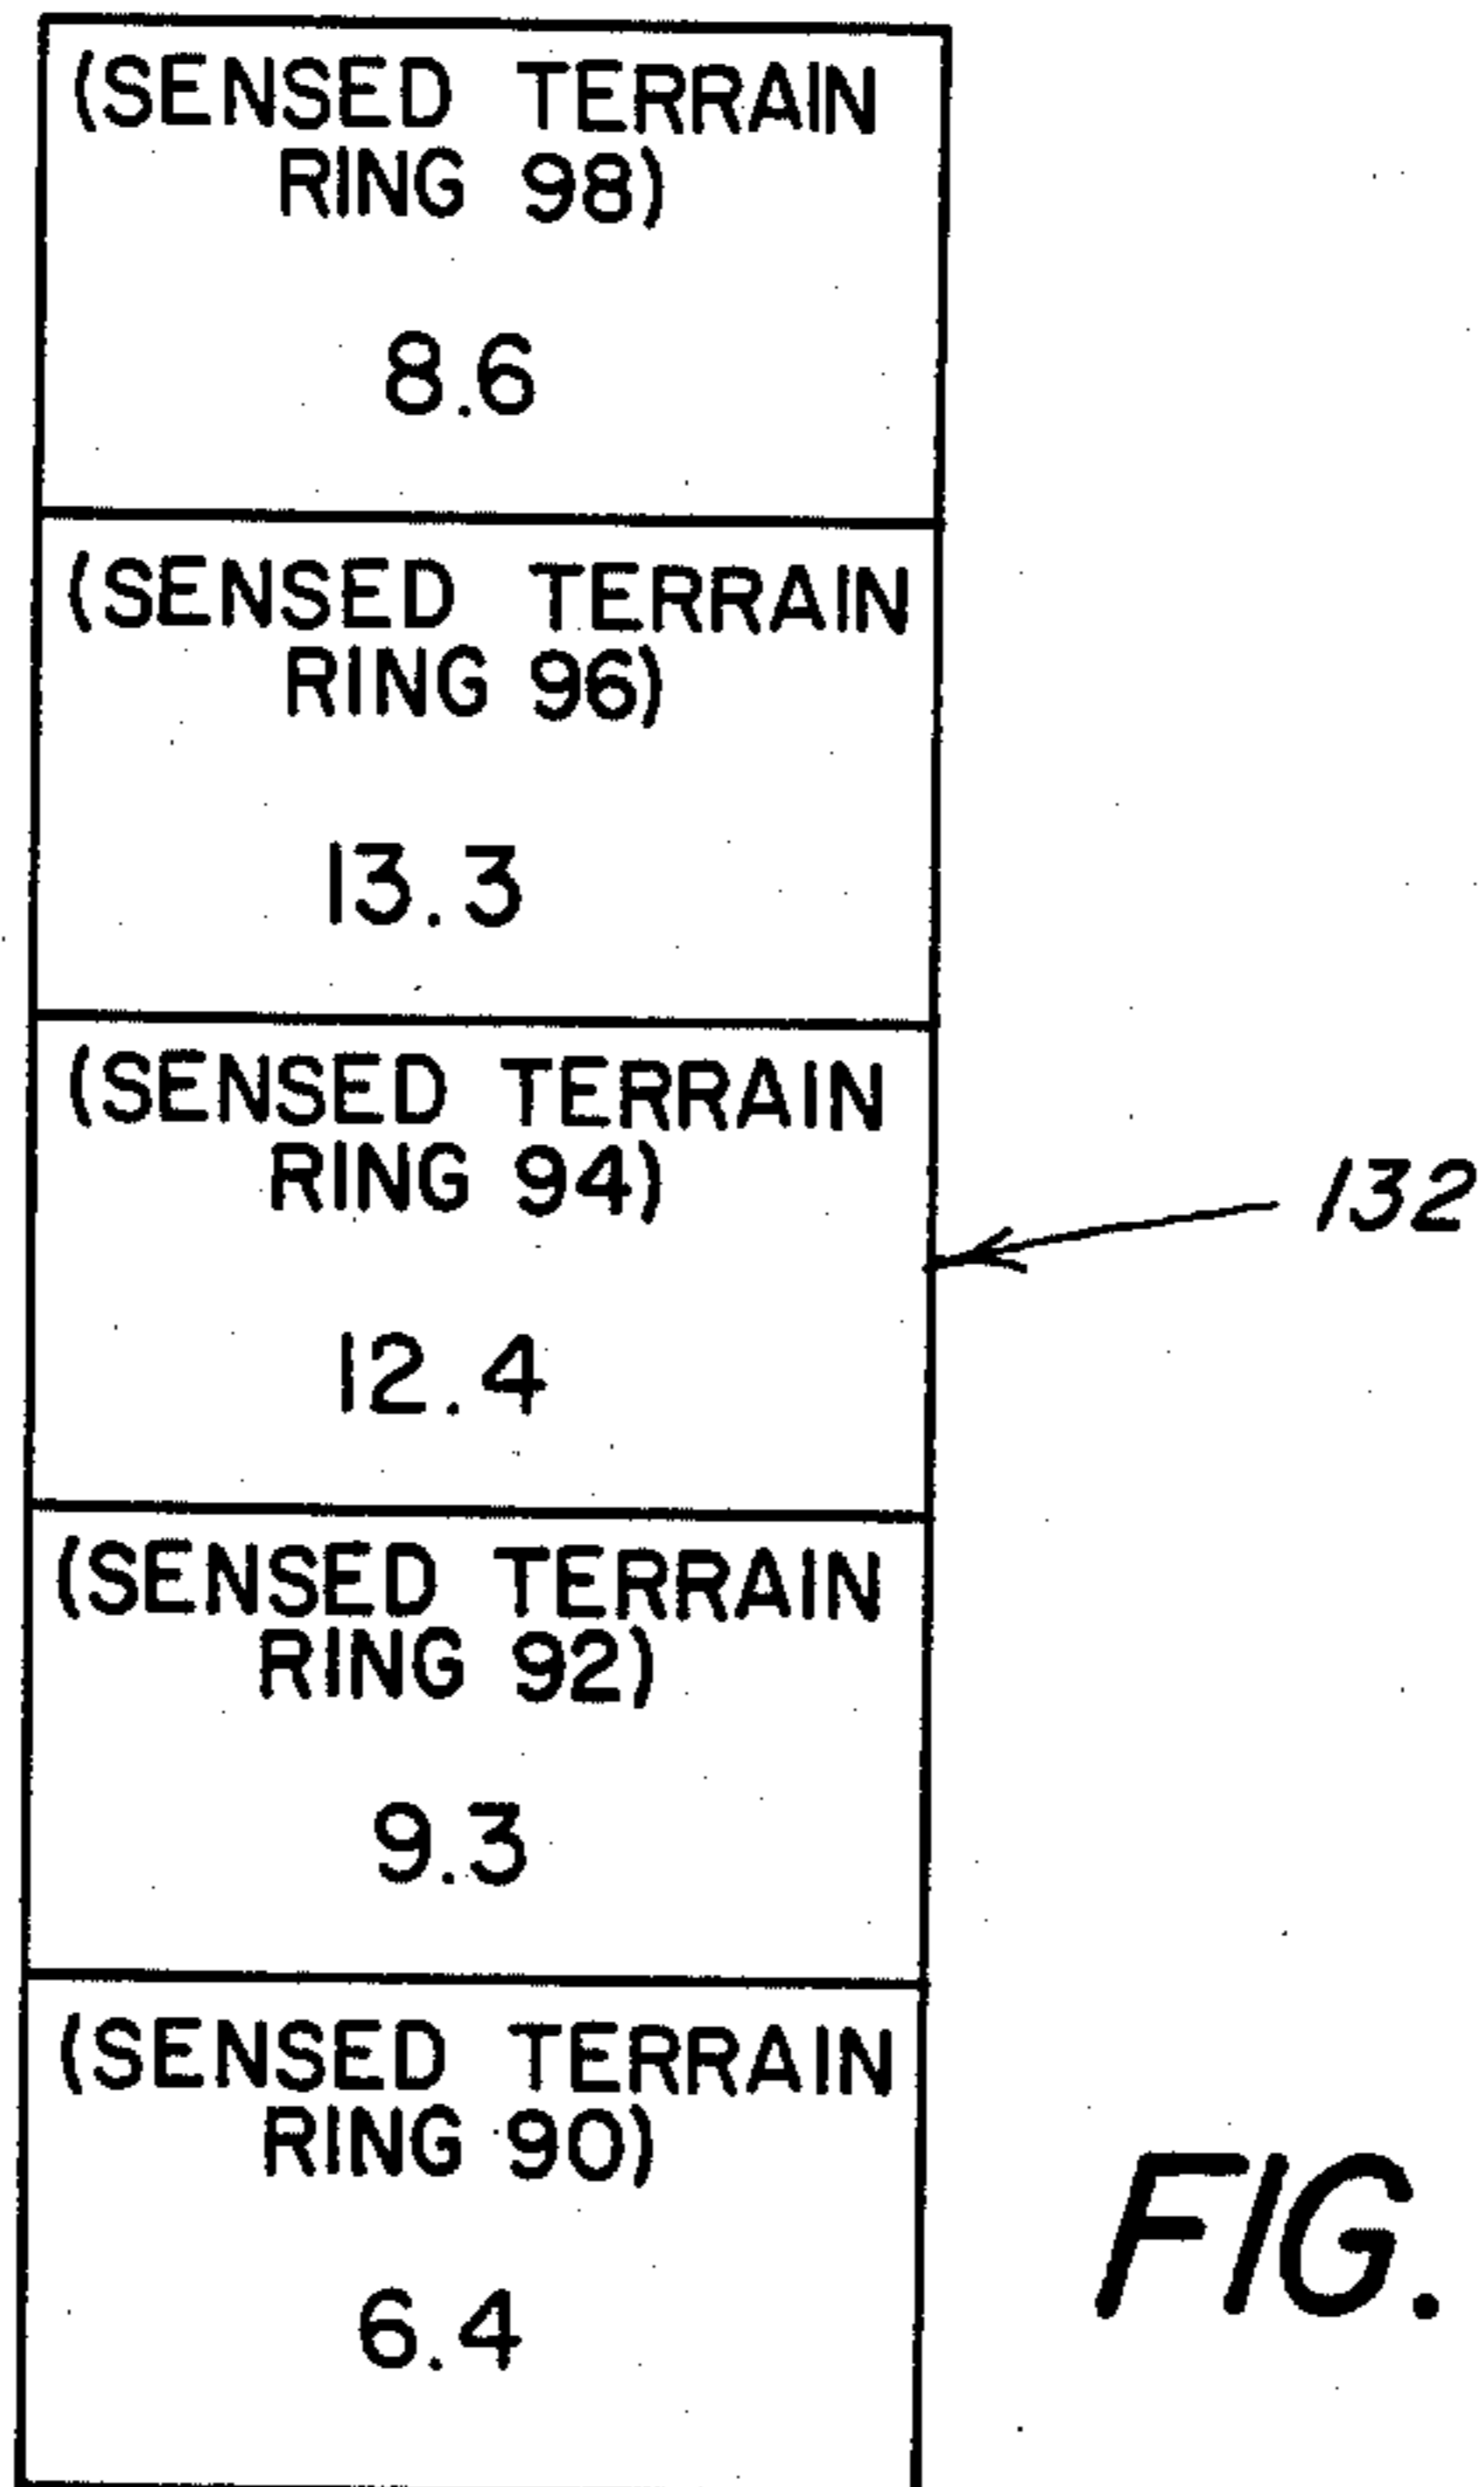 (SENSED TERRAIN
RING 98)
8.6
(SENSED TERRAIN
RING 96)
13.3
(SENSED TERRAIN
RING 94)
12.4
132
(SENSED TERRAIN
RING 92)
9.3
(SENSED TERRAIN
RING 90)
6.4
FIG.